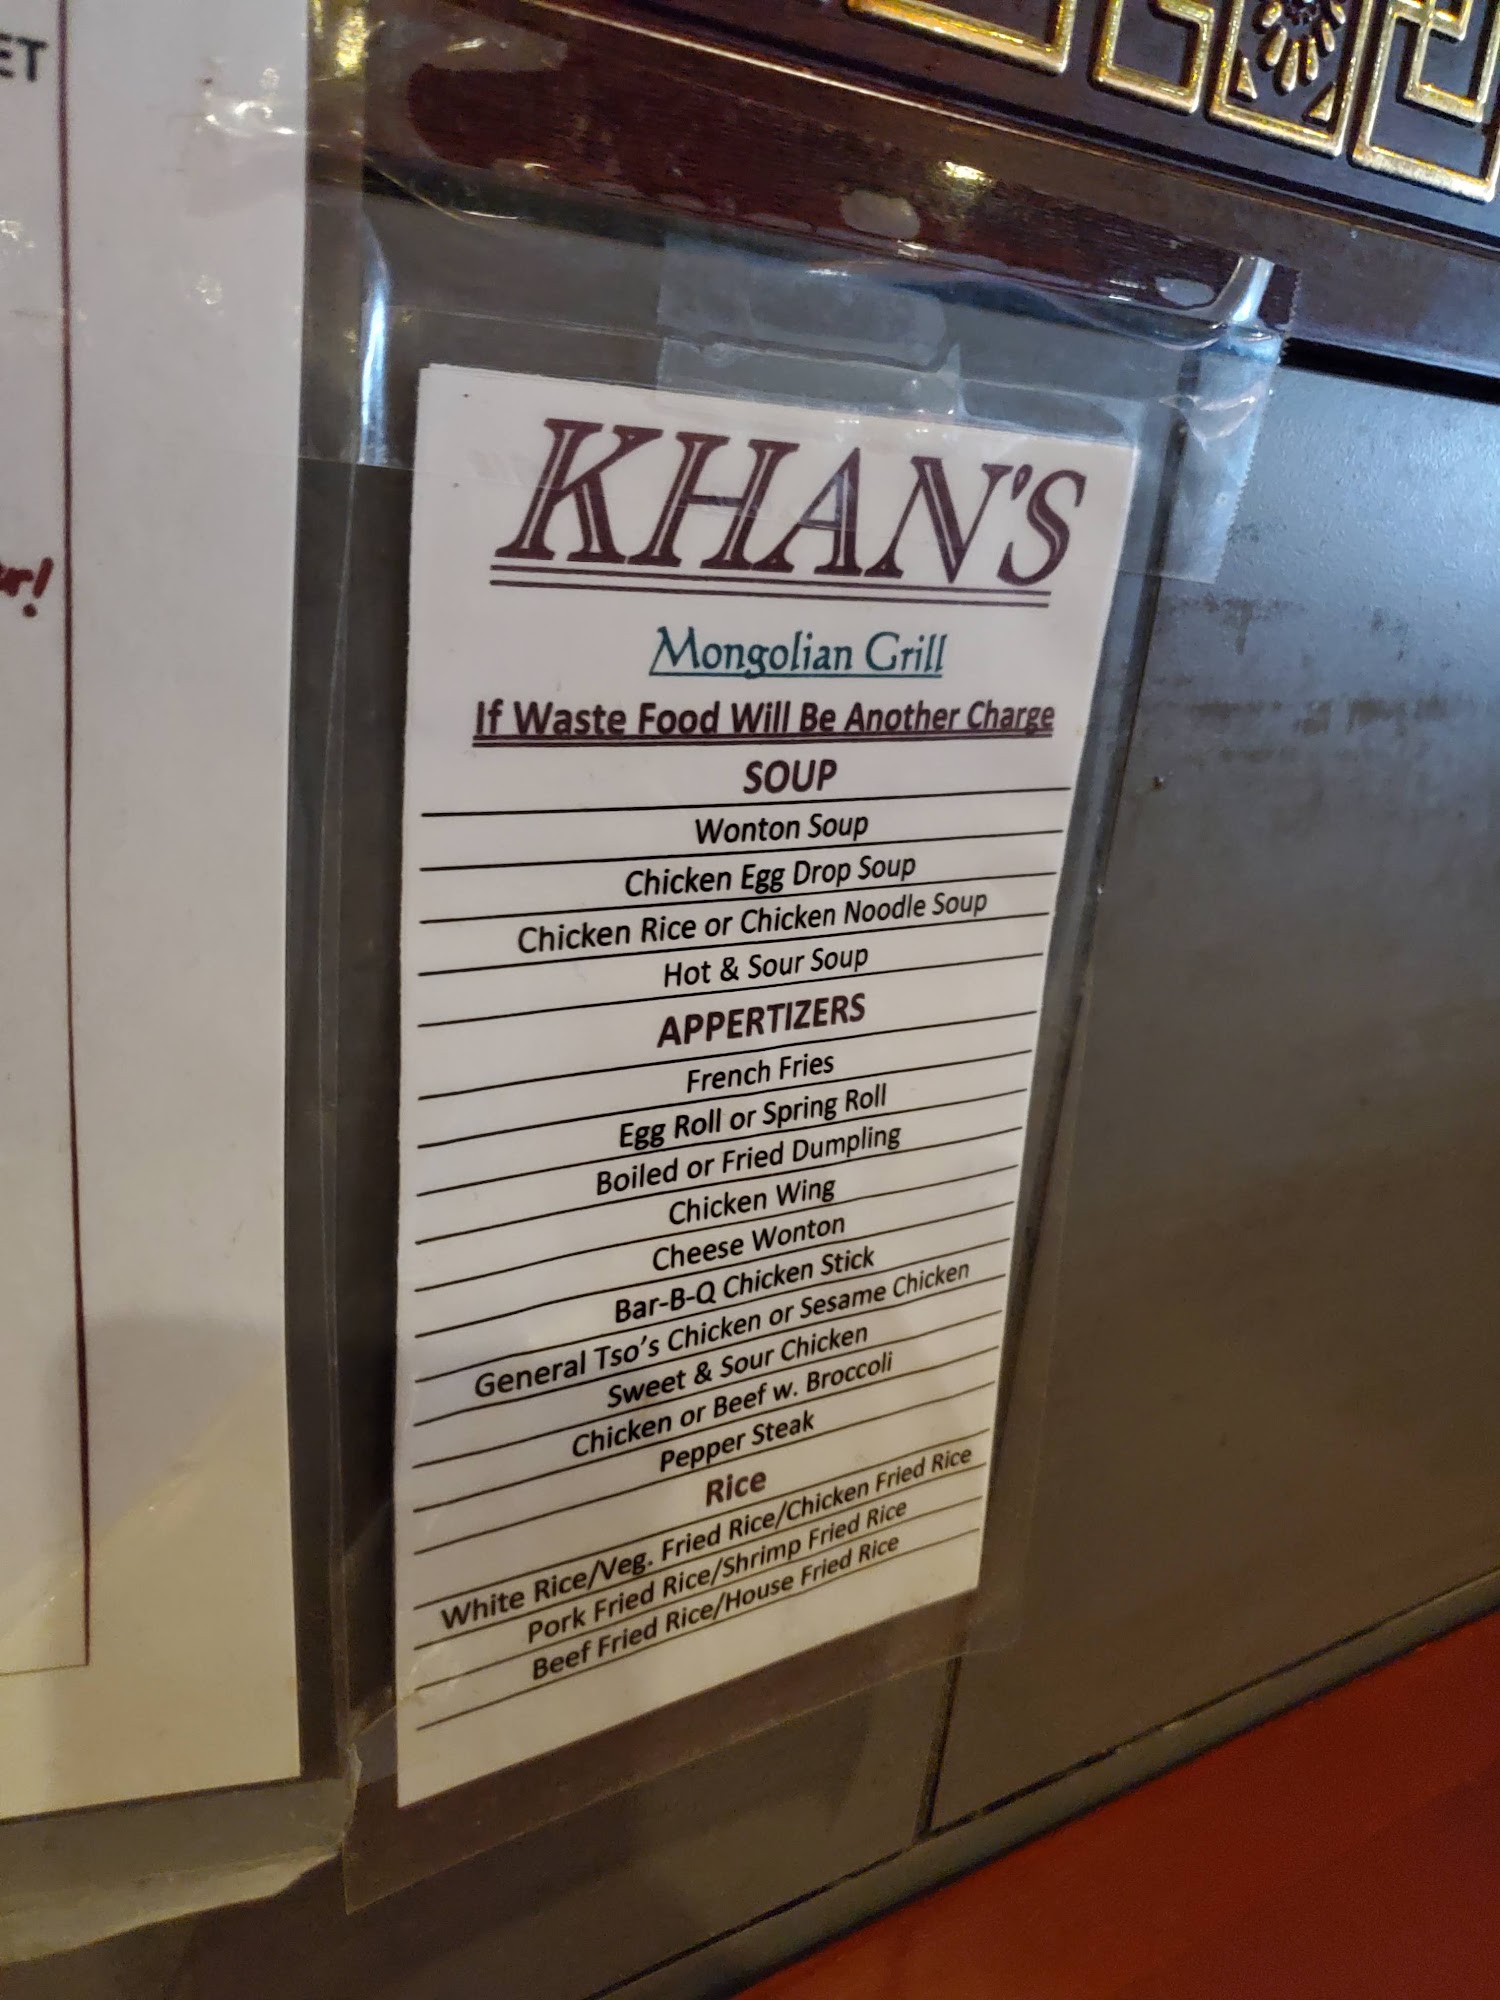 ET
r!
KHAN'S
Mongolian Grill
If Waste Food Will Be Another Charge
SOUP
Wonton Soup
Chicken Egg Drop Soup
Chicken Rice or Chicken Noodle Soup
Hot & Sour Soup
APPERTIZERS
French Fries
Egg Roll or Spring Roll
Boiled or Fried Dumpling
Chicken Wing
Cheese Wonton
Bar-B-Q Chicken Stick
General Tso's Chicken or Sesame Chicken
Sweet & Sour Chicken
Chicken or Beef w. Broccoli
Pepper Steak
Rice
White Rice/Veg. Fried Rice/Chicken Fried Rice
Pork Fried Rice/Shrimp Fried Rice
Beef Fried Rice/House Fried Rice